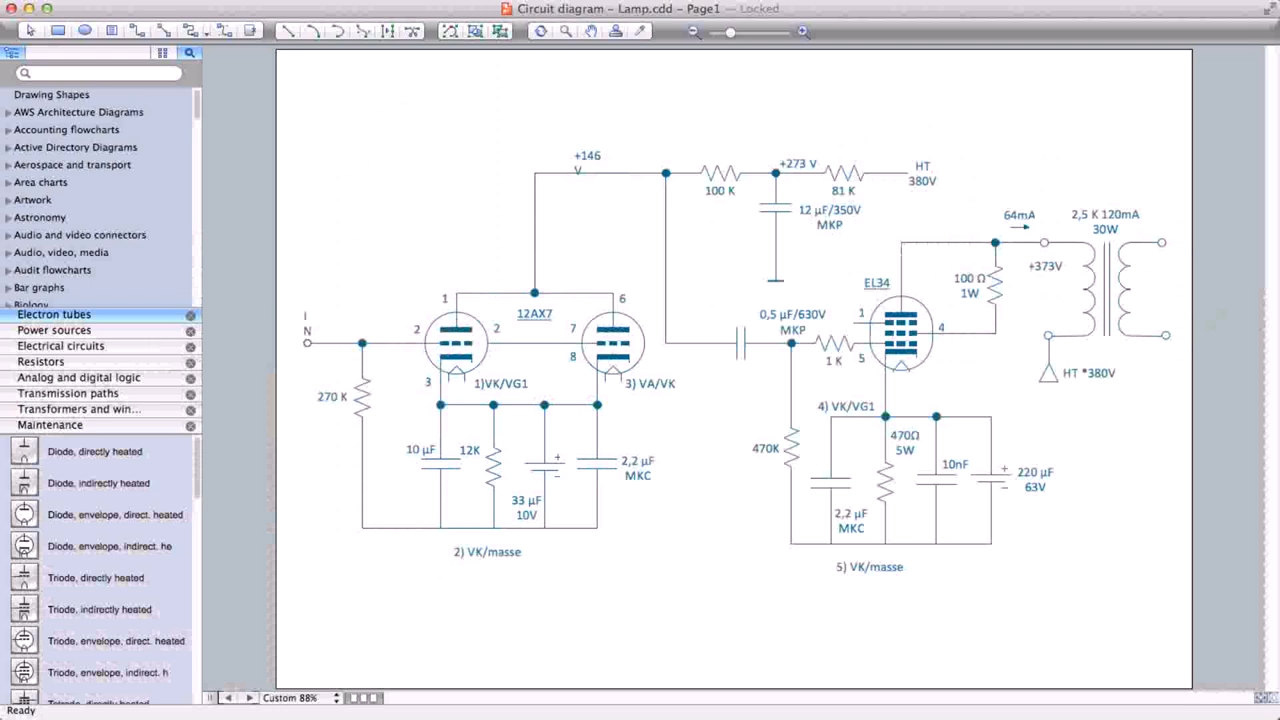 Circuit diagram – Lamp.cdd – Page1 — Locked
Drawing Shapes
AWS Architecture Diagrams
Accounting flowcharts
Active Directory Diagrams
Aerospace and transport
Area charts
Artwork
Astronomy
Audio and video connectors
Audio, video, media
Audit flowcharts
Bar graphs
Biology
Electron tubes
Power sources
Electrical circuits
Resistors
Analog and digital logic
Transmission paths
Transformers and win...
Maintenance
Diode, directly heated
Diode, indirectly heated
Diode, envelope, direct. heated
Diode, envelope, indirect. he
Triode, directly heated
Triode, indirectly heated
Triode, envelope, direct. heated
Triode, envelope, indirect. h
Tetrode, directly heated
Ready
Custom 88%
+146
V
100 K
+273 V
81 K
HT
380V
12 µF/350V
MKP
64mA
2,5 K 120mA
30W
+373V
100 Ω
1W
EL34
1
4
5
HT *380V
0,5 µF/630V
MKP
1 K
1
6
12AX7
2
2
7
8
3
I
N
1)VK/VG1
3) VA/VK
270 K
10 µF
12K
+
–
33 µF
10V
2,2 µF
MKC
2) VK/masse
4) VK/VG1
470K
470Ω
5W
10nF
+
–
220 µF
63V
2,2 µF
MKC
5) VK/masse